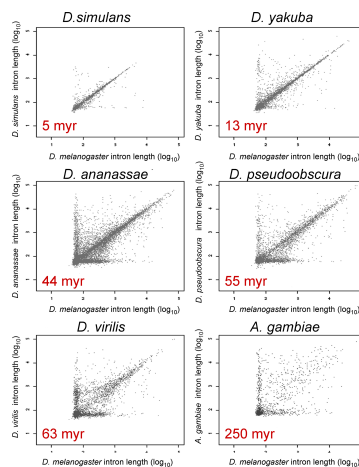 D.simulans
D. yakuba
D. simulans intron length (log10)
5 myr
D. melanogaster intron length (log10)
D. yakuba intron length (log10)
13 myr
D. melanogaster intron length (log10)
D. ananassae
D. pseudoobscura
D. ananassae intron length (log10)
44 myr
D. melanogaster intron length (log10)
D. pseudoobscura intron length (log10)
55 myr
D. melanogaster intron length (log10)
D. virilis
A. gambiae
D. virilis intron length (log10)
63 myr
D. melanogaster intron length (log10)
A. gambiae intron length (log10)
250 myr
D. melanogaster intron length (log10)